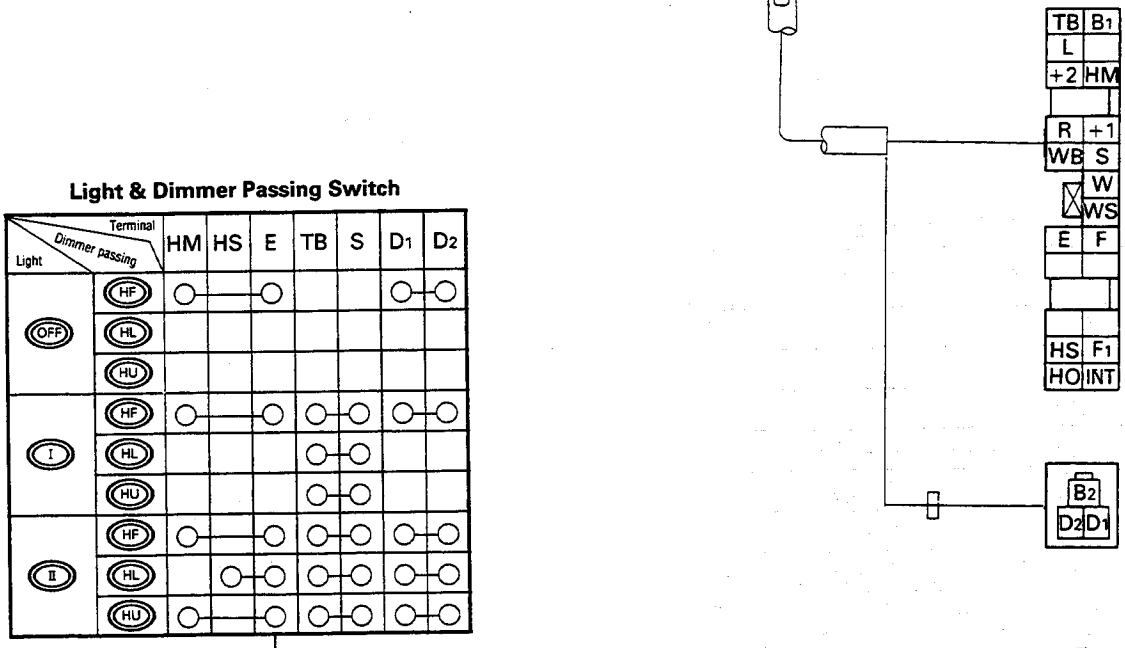 Light & Dimmer Passing Switch
Terminal
Dimmer passing
Light
HM HS E TB S D1 D2
OFF
HF
HL
HU
I
HF
HL
HU
II
HF
HL
HU
TB B1
L
+2 HM
R +1
WB S
W
WS
E F
HS F1
HO INT
B2
D2 D1